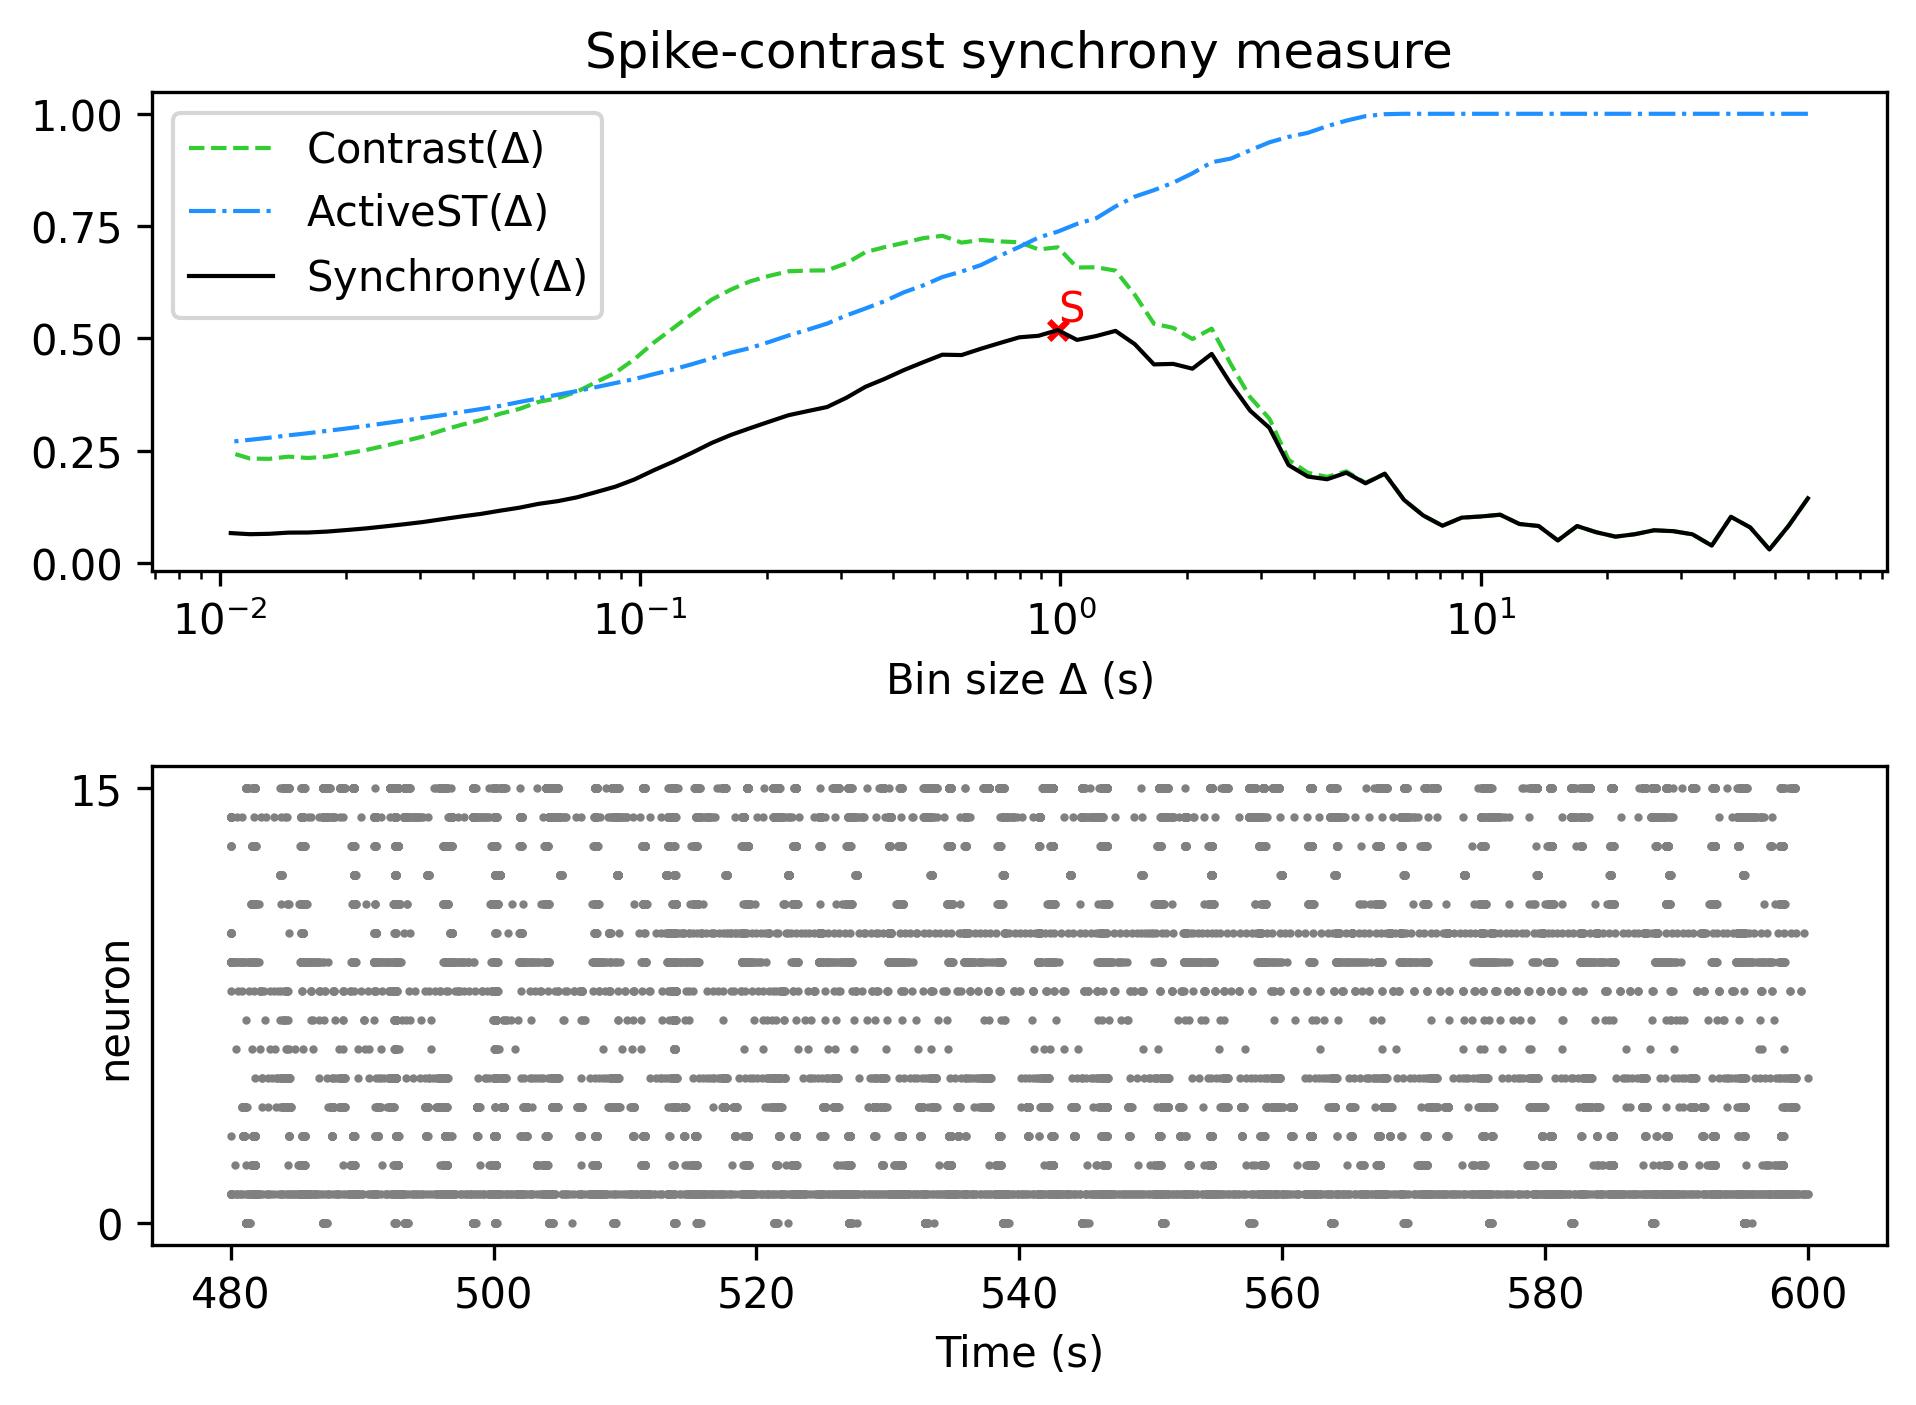 Spike-contrast synchrony measure
1.00
0.75
0.50
0.25
0.00
Contrast(Δ)
ActiveST(Δ)
Synchrony(Δ)
S
10⁻² 10⁻¹ 10⁰ 10¹
Bin size Δ (s)
15
0
neuron
480 500 520 540 560 580 600
Time (s)